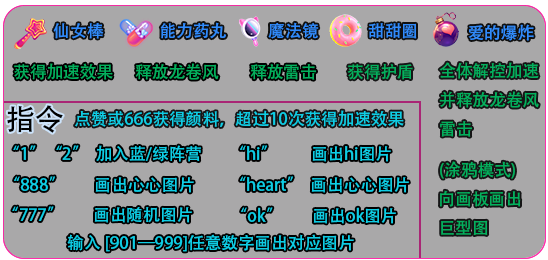 仙女棒 能力药丸 魔法镜 甜甜圈 爱的爆炸
获得加速效果 释放龙卷风 释放雷击 获得护盾
全体解控加速
并释放龙卷风
雷击
(涂鸦模式)
向画板画出
巨型图
指令 点赞或666获得颜料，超过10次获得加速效果
“1” “2” 加入蓝/绿阵营 “hi” 画出hi图片
“888” 画出心心图片 “heart” 画出心心图片
“777” 画出随机图片 “ok” 画出ok图片
输入 [901—999]任意数字画出对应图片